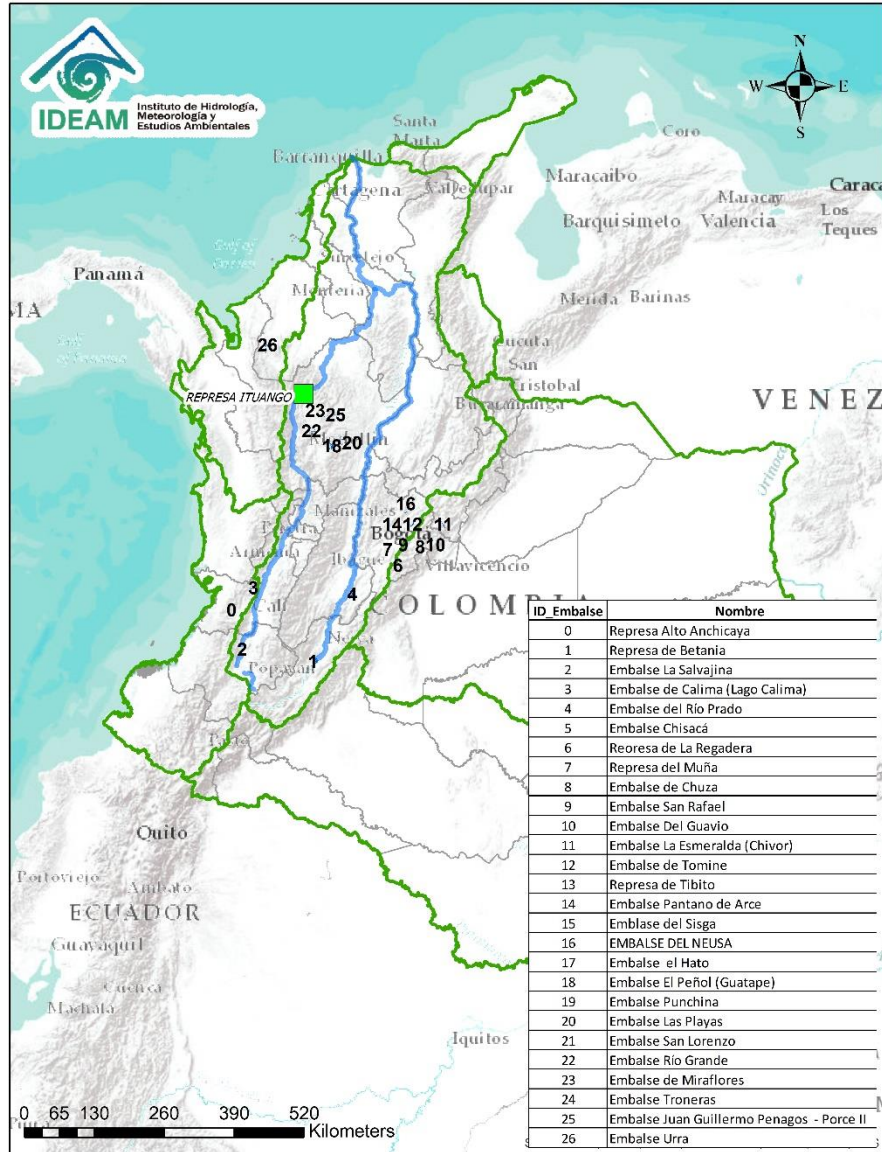 IDEAM
Instituto de Hidrología,
Meteorología y
Estudios Ambientales
N
W E
S
Santa
Marta
Barranquilla
Coro
Cartagena
Valledupar
Maracaibo
Maracay
Caraca
Barquisimeto
Valencia
Los
Teques
Sincelejo
Panamá
Montería
Merida
Barinas
MA
Cucuta
San
Cristobal
26
REPRESA ITUANGO
Bucaramanga
23
25
VENEZ
22
Medellin
18
20
Orinoco
16
Manizales
14
12
11
Bogotá
7
9
8
10
Armenia
Ibague
6
Villavicencio
3
4
0
Cali
COLOMBIA
Neiva
2
Popayan
1
Pasto
Quito
Portoviejo
Ambato
ECUADOR
Guayaquil
Cuenca
Machala
Iquitos
Piura
ID_Embalse Nombre
0 Represa Alto Anchicaya
1 Represa de Betania
2 Embalse La Salvajina
3 Embalse de Calima (Lago Calima)
4 Embalse del Río Prado
5 Embalse Chisacá
6 Reoresa de La Regadera
7 Represa del Muña
8 Embalse de Chuza
9 Embalse San Rafael
10 Embalse Del Guavio
11 Embalse La Esmeralda (Chivor)
12 Embalse de Tomine
13 Represa de Tibito
14 Embalse Pantano de Arce
15 Emblase del Sisga
16 EMBALSE DEL NEUSA
17 Embalse el Hato
18 Embalse El Peñol (Guatape)
19 Embalse Punchina
20 Embalse Las Playas
21 Embalse San Lorenzo
22 Embalse Río Grande
23 Embalse de Miraflores
24 Embalse Troneras
25 Embalse Juan Guillermo Penagos - Porce II
26 Embalse Urra
0 65 130 260 390 520
Kilometers